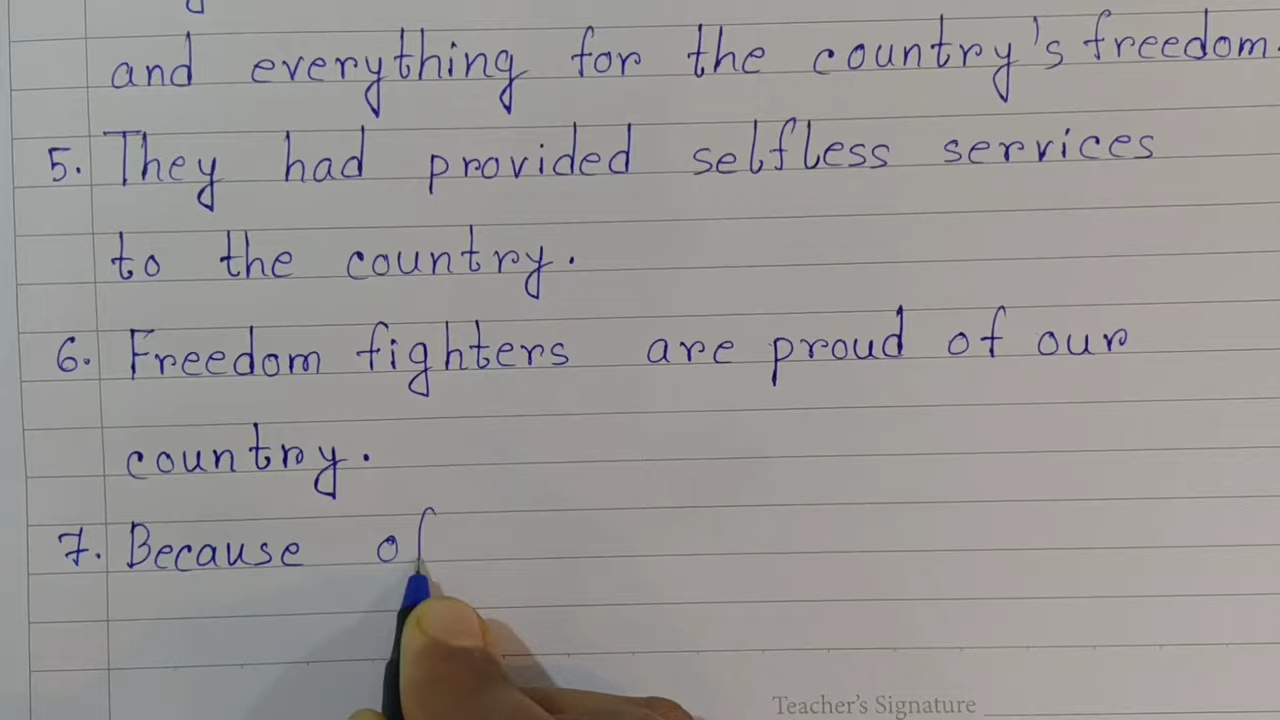 and everything for the country's freedom.
5. They had provided selfless services
to the country.
6. Freedom fighters are proud of our
country.
7. Because of
Teacher's Signature